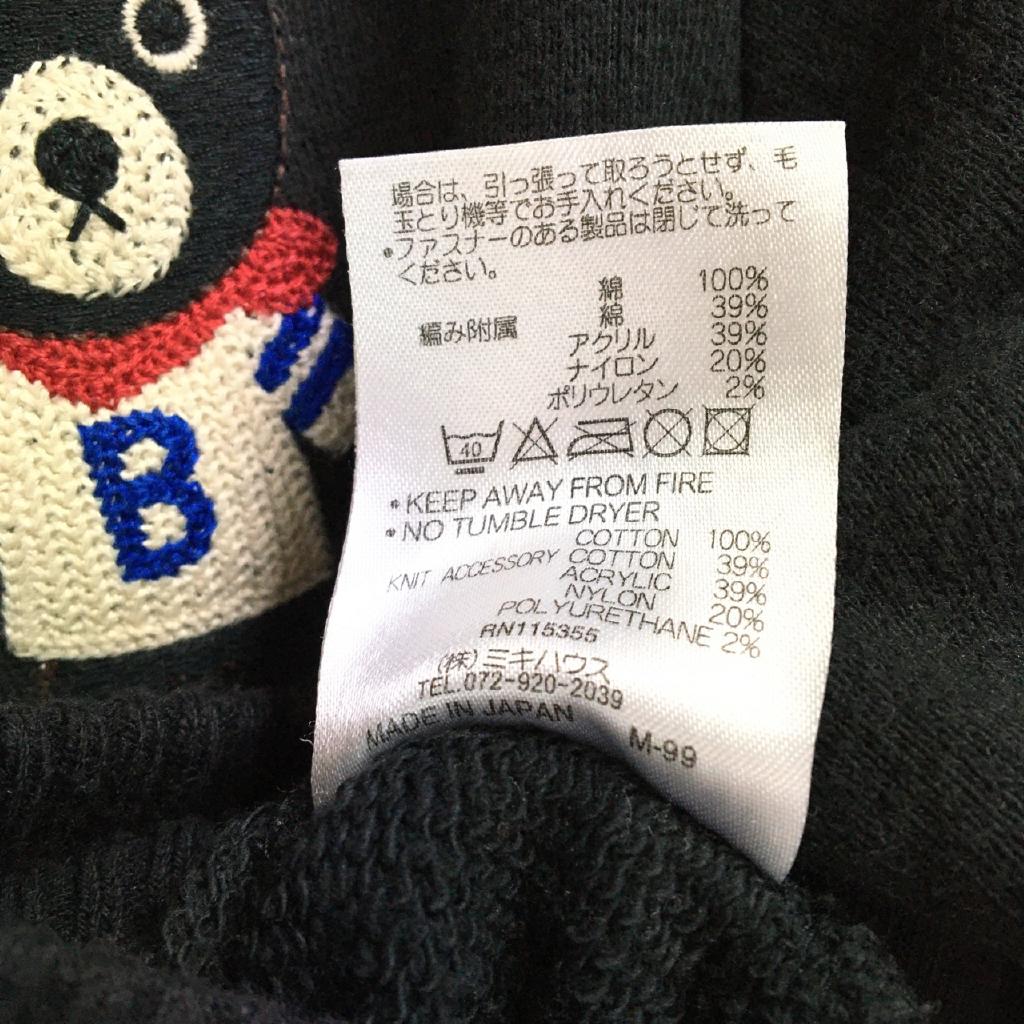 場合は、引っ張って取ろうとせず、毛
玉とり機等でお手入れください。
•ファスナーのある製品は閉じて洗って
ください。
綿 100%
編み附属 綿 39%
アクリル 39%
ナイロン 20%
ポリウレタン 2%
40
•KEEP AWAY FROM FIRE
•NO TUMBLE DRYER
COTTON 100%
KNIT ACCESSORY COTTON 39%
ACRYLIC 39%
NYLON 20%
POLYURETHANE 2%
RN115355
(株)ミキハウス
TEL.072-920-2039
MADE IN JAPAN M-99
B